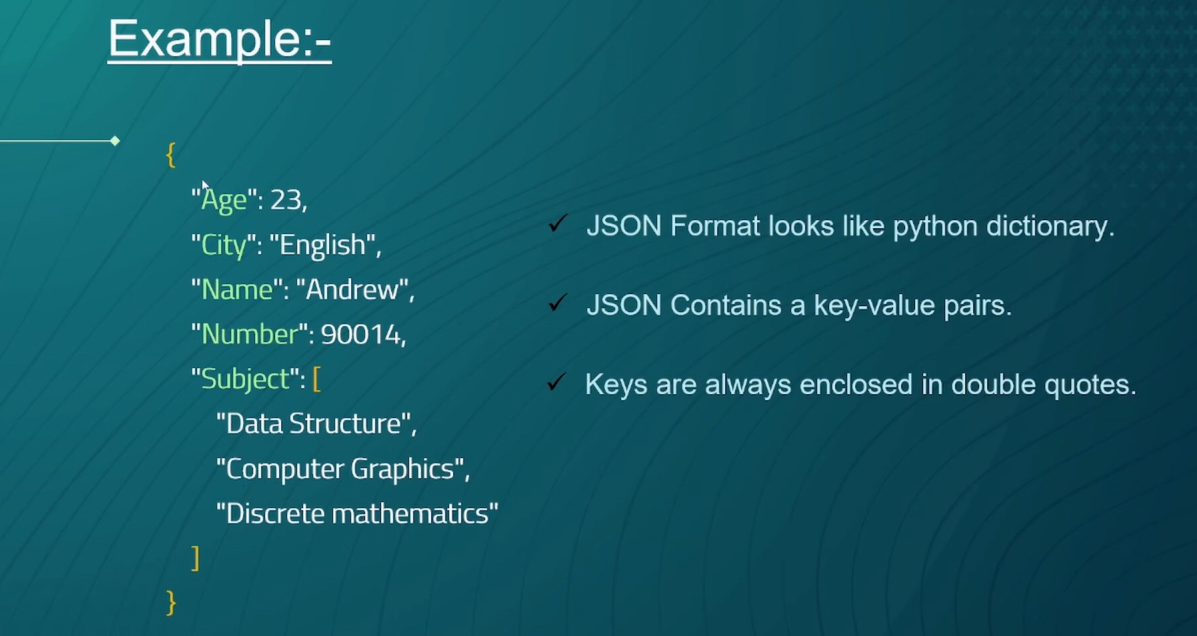 Example:-
{
"Age": 23,
"City": "English",
"Name": "Andrew",
"Number": 90014,
"Subject": [
"Data Structure",
"Computer Graphics",
"Discrete mathematics"
]
}
JSON Format looks like python dictionary.
JSON Contains a key-value pairs.
Keys are always enclosed in double quotes.